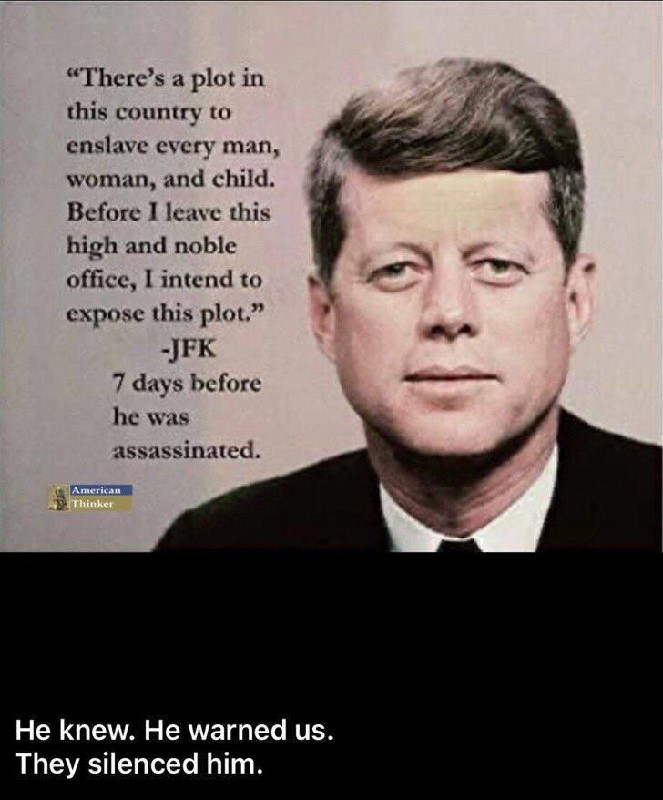 “There’s a plot in
this country to
enslave every man,
woman, and child.
Before I leave this
high and noble
office, I intend to
expose this plot.”
-JFK
7 days before
he was
assassinated.
American
Thinker
He knew. He warned us.
They silenced him.